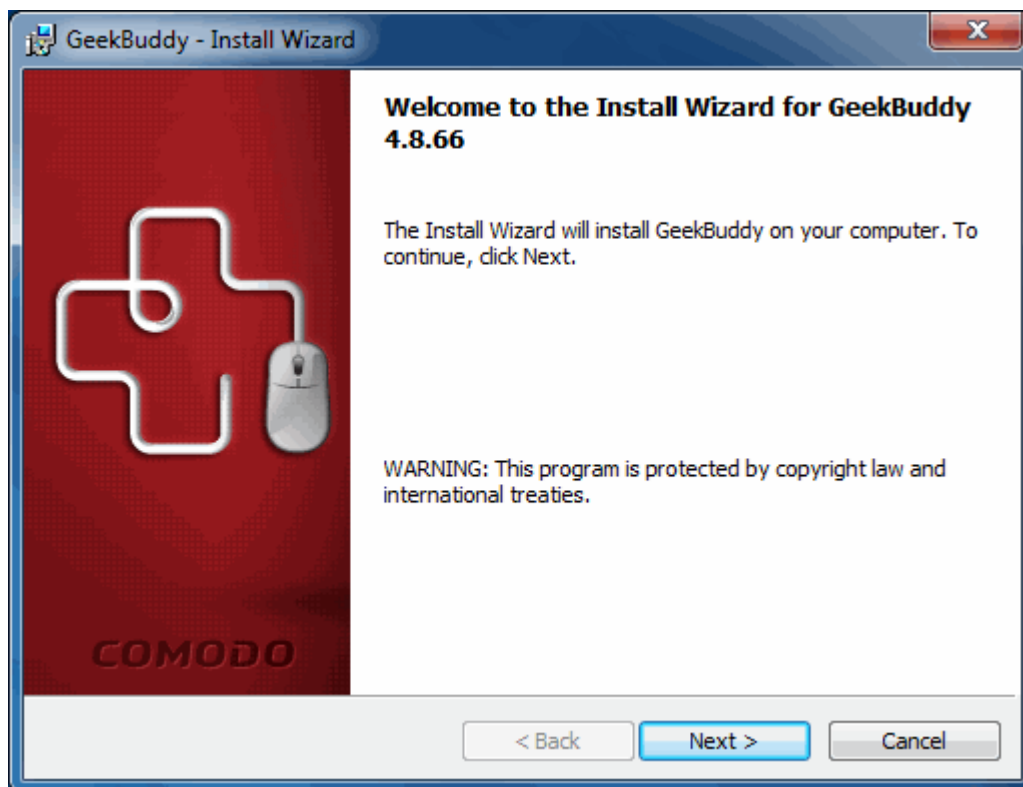 GeekBuddy - Install Wizard
Welcome to the Install Wizard for GeekBuddy
4.8.66
The Install Wizard will install GeekBuddy on your computer. To
continue, click Next.
WARNING: This program is protected by copyright law and
international treaties.
COMODO
< Back
Next >
Cancel